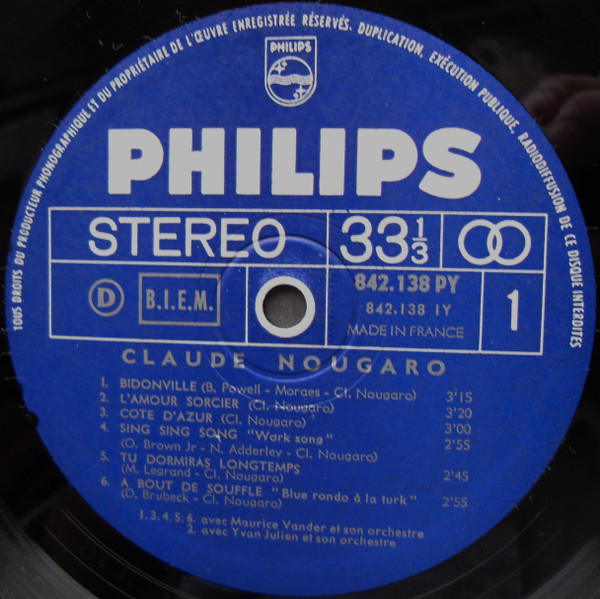 TOUS DROITS DU PRODUCTEUR PHONOGRAPHIQUE ET DU PROPRIÉTAIRE DE L'ŒUVRE ENREGISTRÉE RÉSERVÉS. DUPLICATION, EXÉCUTION PUBLIQUE, RADIODIFFUSION DE CE DISQUE INTERDITES
PHILIPS
PHILIPS
STEREO 33 1/3
D B.I.E.M. 842.138 PY 1
842.138 1Y
MADE IN FRANCE
CLAUDE NOUGARO
1. BIDONVILLE (B. Powell - Moraes - Cl. Nougaro) 3'15
2. L'AMOUR SORCIER (Cl. Nougaro) 3'20
3. COTE D'AZUR (Cl. Nougaro) 3'00
4. SING SING SONG "Work song" 2'55
(O. Brown Jr - N. Adderley - Cl. Nougaro)
5. TU DORMIRAS LONGTEMPS
(M. Legrand - Cl. Nougaro) 2'45
6. A BOUT DE SOUFFLE "Blue rondo à la turk" 2'55
(D. Brubeck - Cl. Nougaro)
1.3.4.5.6. avec Maurice Vander et son orchestre
2. avec Yvan Julien et son orchestre